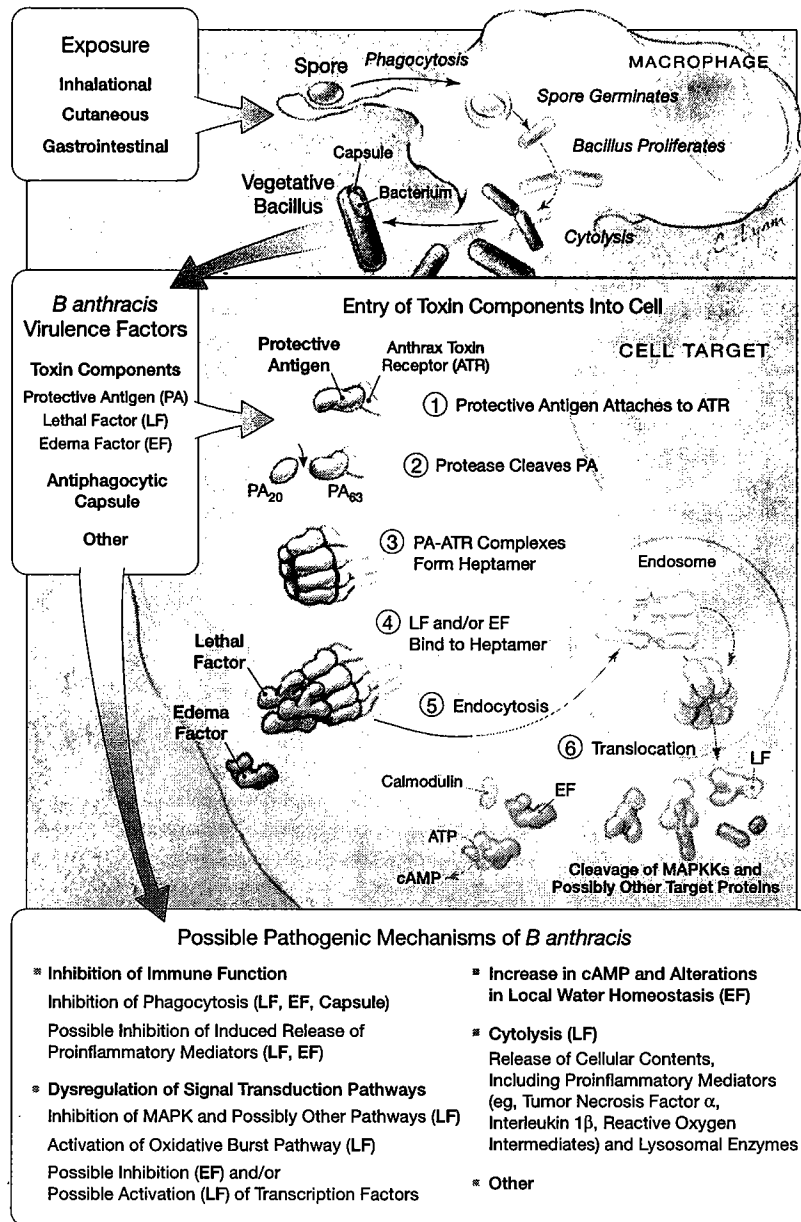 Exposure
Inhalational
Cutaneous
Gastrointestinal
Spore
Phagocytosis
MACROPHAGE
Spore Germinates
Bacillus Proliferates
Capsule
Vegetative
Bacillus
Bacterium
Cytolysis
B anthracis
Virulence Factors
Toxin Components
Protective Antigen (PA)
Lethal Factor (LF)
Edema Factor (EF)
Antiphagocytic
Capsule
Other
Entry of Toxin Components Into Cell
CELL TARGET
Protective
Antigen
Anthrax Toxin
Receptor (ATR)
① Protective Antigen Attaches to ATR
② Protease Cleaves PA
PA₂₀
PA₆₃
③ PA-ATR Complexes
Form Heptamer
Endosome
④ LF and/or EF
Bind to Heptamer
Lethal
Factor
⑤ Endocytosis
Edema
Factor
⑥ Translocation
LF
Calmodulin
EF
ATP
cAMP
Cleavage of MAPKKs and
Possibly Other Target Proteins
Possible Pathogenic Mechanisms of B anthracis
Inhibition of Immune Function
Inhibition of Phagocytosis (LF, EF, Capsule)
Possible Inhibition of Induced Release of
Proinflammatory Mediators (LF, EF)
Dysregulation of Signal Transduction Pathways
Inhibition of MAPK and Possibly Other Pathways (LF)
Activation of Oxidative Burst Pathway (LF)
Possible Inhibition (EF) and/or
Possible Activation (LF) of Transcription Factors
Increase in cAMP and Alterations
in Local Water Homeostasis (EF)
Cytolysis (LF)
Release of Cellular Contents,
Including Proinflammatory Mediators
(eg, Tumor Necrosis Factor α,
Interleukin 1β, Reactive Oxygen
Intermediates) and Lysosomal Enzymes
Other